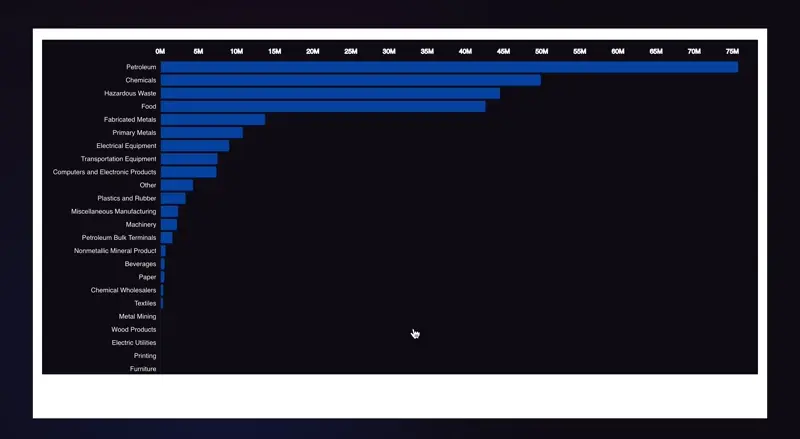 0M 5M 10M 15M 20M 25M 30M 35M 40M 45M 50M 55M 60M 65M 70M 75M
Petroleum
Chemicals
Hazardous Waste
Food
Fabricated Metals
Primary Metals
Electrical Equipment
Transportation Equipment
Computers and Electronic Products
Other
Plastics and Rubber
Miscellaneous Manufacturing
Machinery
Petroleum Bulk Terminals
Nonmetallic Mineral Product
Beverages
Paper
Chemical Wholesalers
Textiles
Metal Mining
Wood Products
Electric Utilities
Printing
Furniture